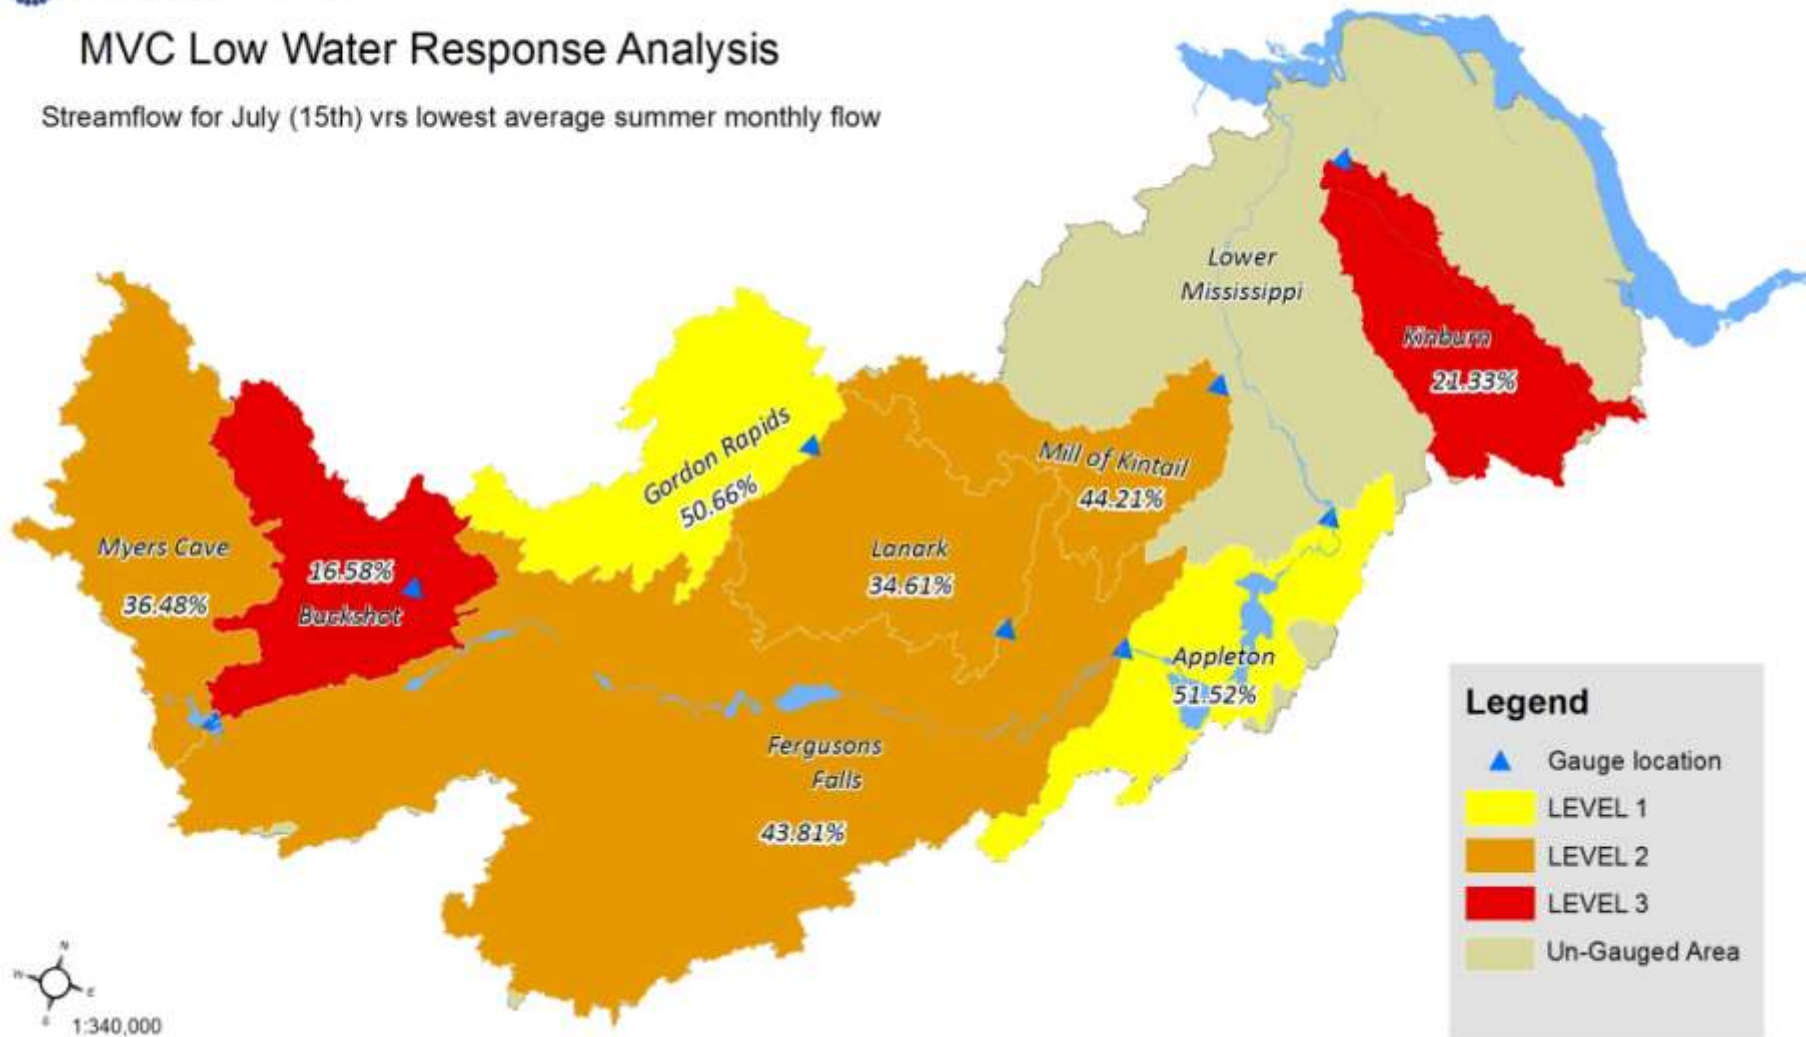 MVC Low Water Response Analysis
Streamflow for July (15th) vrs lowest average summer monthly flow
Lower
Mississippi
Kinburn
21.33%
Gordon Rapids
50.66%
Mill of Kintail
44.21%
Myers Cave
36.48%
16.58%
Buckshot
Lanark
34.61%
Appleton
51.52%
Fergusons
Falls
43.81%
Legend
Gauge location
LEVEL 1
LEVEL 2
LEVEL 3
Un-Gauged Area
N
W
E
S
1:340,000